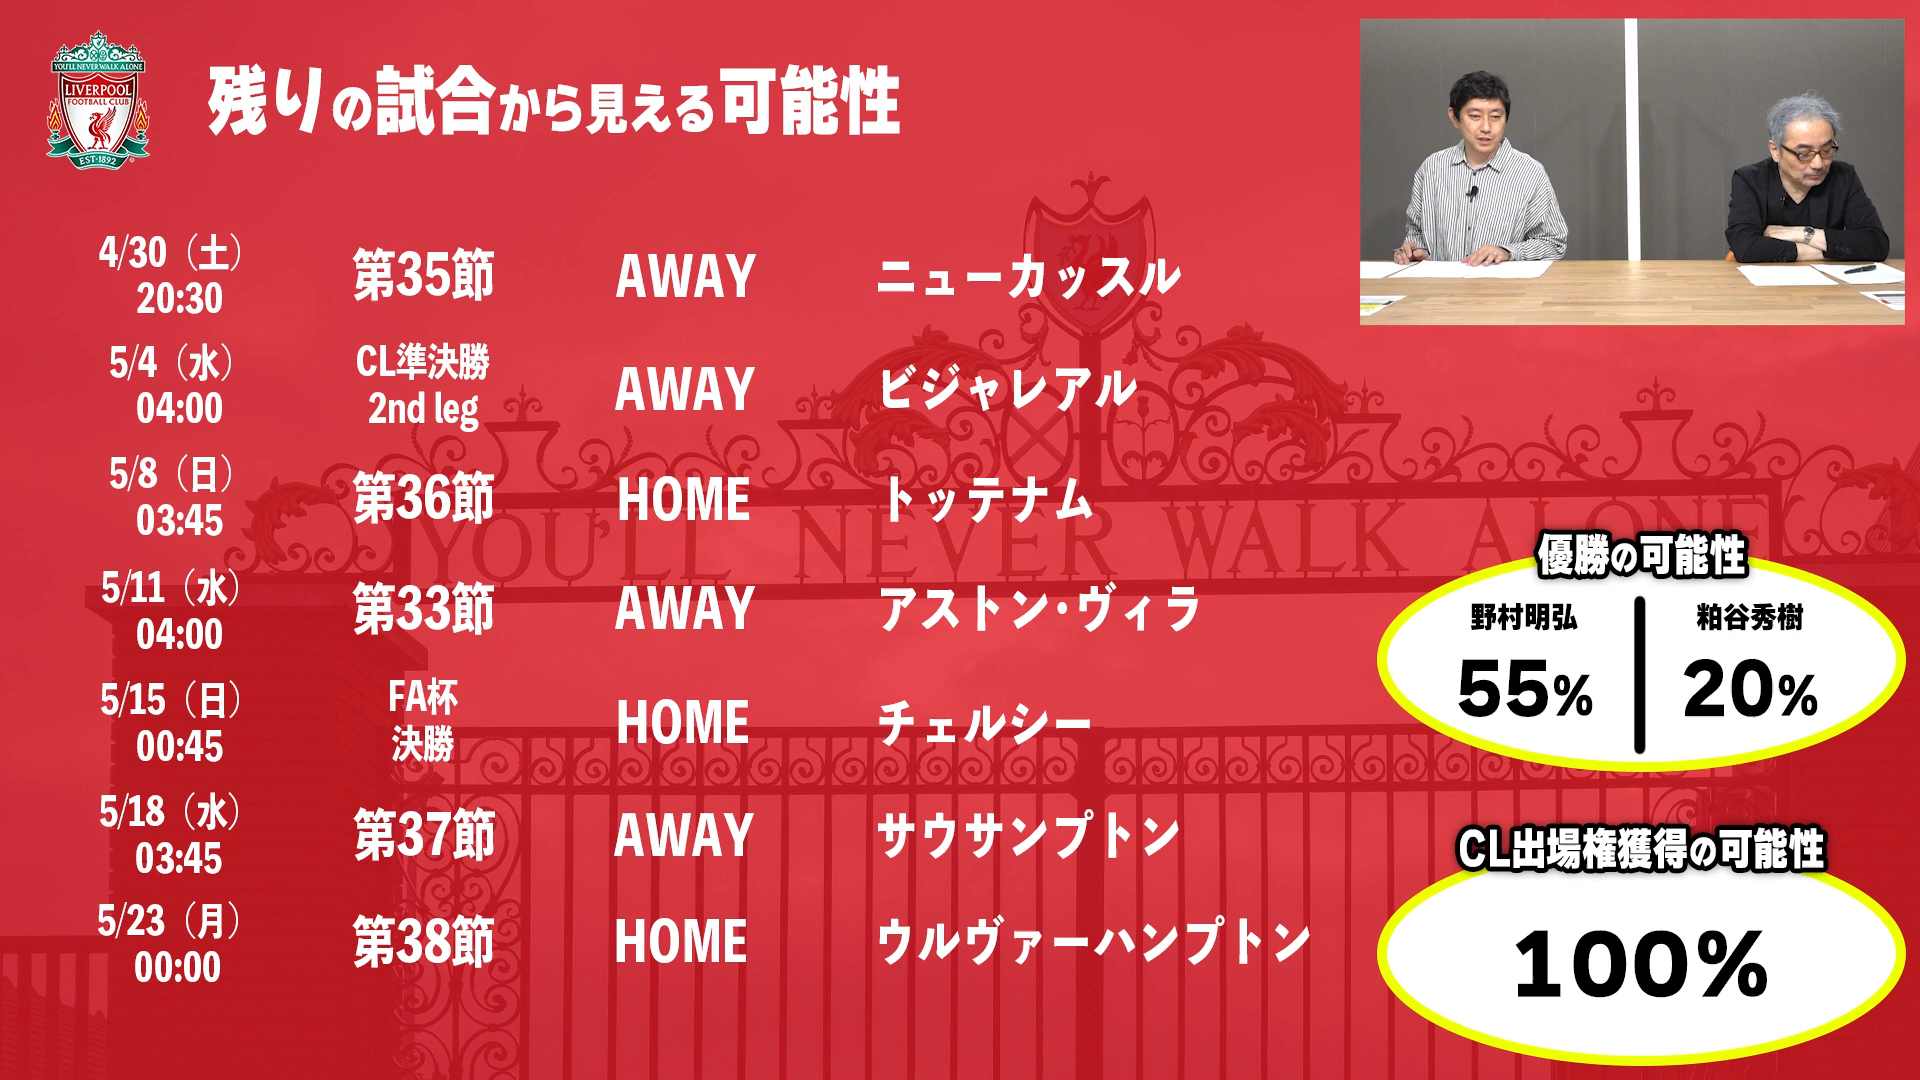 YOU'LL NEVER WALK ALONE
LIVERPOOL
FOOTBALL CLUB
EST·1892
残りの試合から見える可能性
4/30（土）
20:30
第35節
AWAY
ニューカッスル
5/4（水）
04:00
CL準決勝
2nd leg
AWAY
ビジャレアル
5/8（日）
03:45
第36節
HOME
トッテナム
5/11（水）
04:00
第33節
AWAY
アストン・ヴィラ
5/15（日）
00:45
FA杯
決勝
HOME
チェルシー
5/18（水）
03:45
第37節
AWAY
サウサンプトン
5/23（月）
00:00
第38節
HOME
ウルヴァーハンプトン
YOU'LL NEVER WALK ALONE
優勝の可能性
野村明弘
55%
粕谷秀樹
20%
CL出場権獲得の可能性
100%